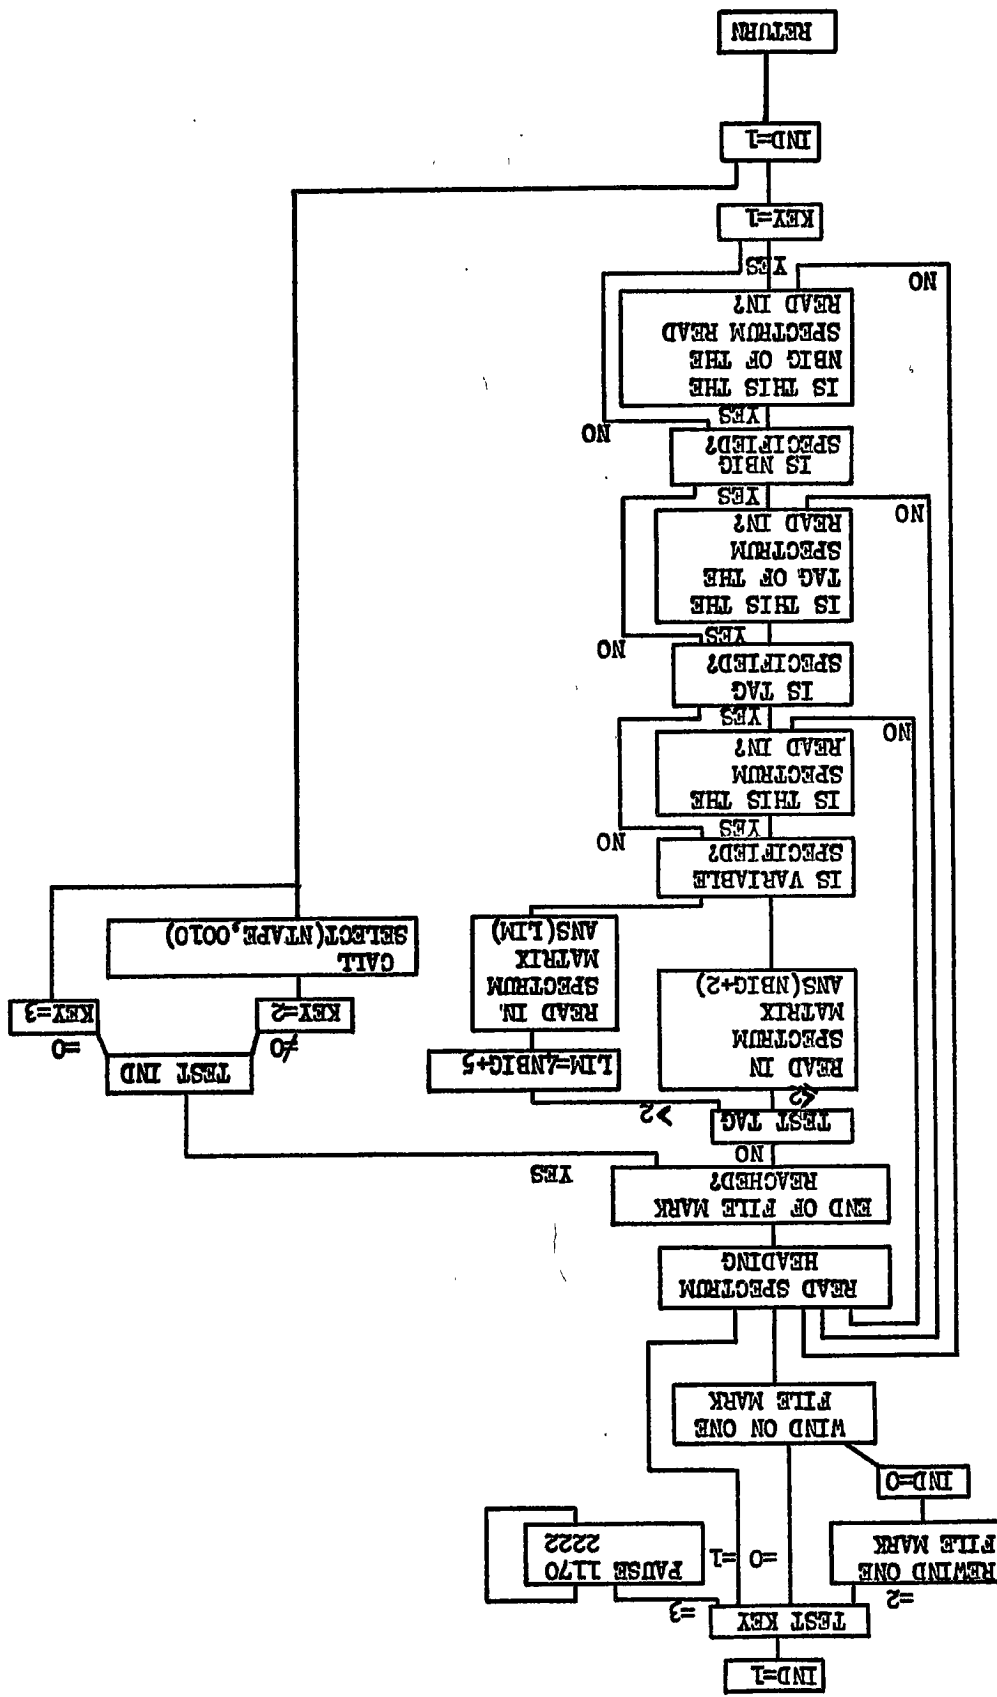 IND=1
TEST KEY
=2
=3
REWIND ONE
FILE MARK
=0
=1
PAUSE 1170
2222
IND=0
WIND ON ONE
FILE MARK
READ SPECTRUM
HEADING
END OF FILE MARK
REACHED?
YES
NO
TEST TAG
≤2
>2
READ IN
SPECTRUM
MATRIX
ANS(NBIG+2)
LIM=4NBIG+5
READ IN.
SPECTRUM
MATRIX
ANS(LIM)
TEST IND
≠0
=0
KEY=2
KEY=3
CALL
SELECT(NTAPE,0010)
IS VARIABLE
SPECIFIED?
YES
NO
IS THIS THE
SPECTRUM
READ IN?
NO
YES
IS TAG
SPECIFIED?
YES
NO
IS THIS THE
TAG OF THE
SPECTRUM
READ IN?
NO
YES
IS NBIG
SPECIFIED?
YES
NO
IS THIS THE
NBIG OF THE
SPECTRUM READ
READ IN?
NO
YES
KEY=1
IND=1
RETURN